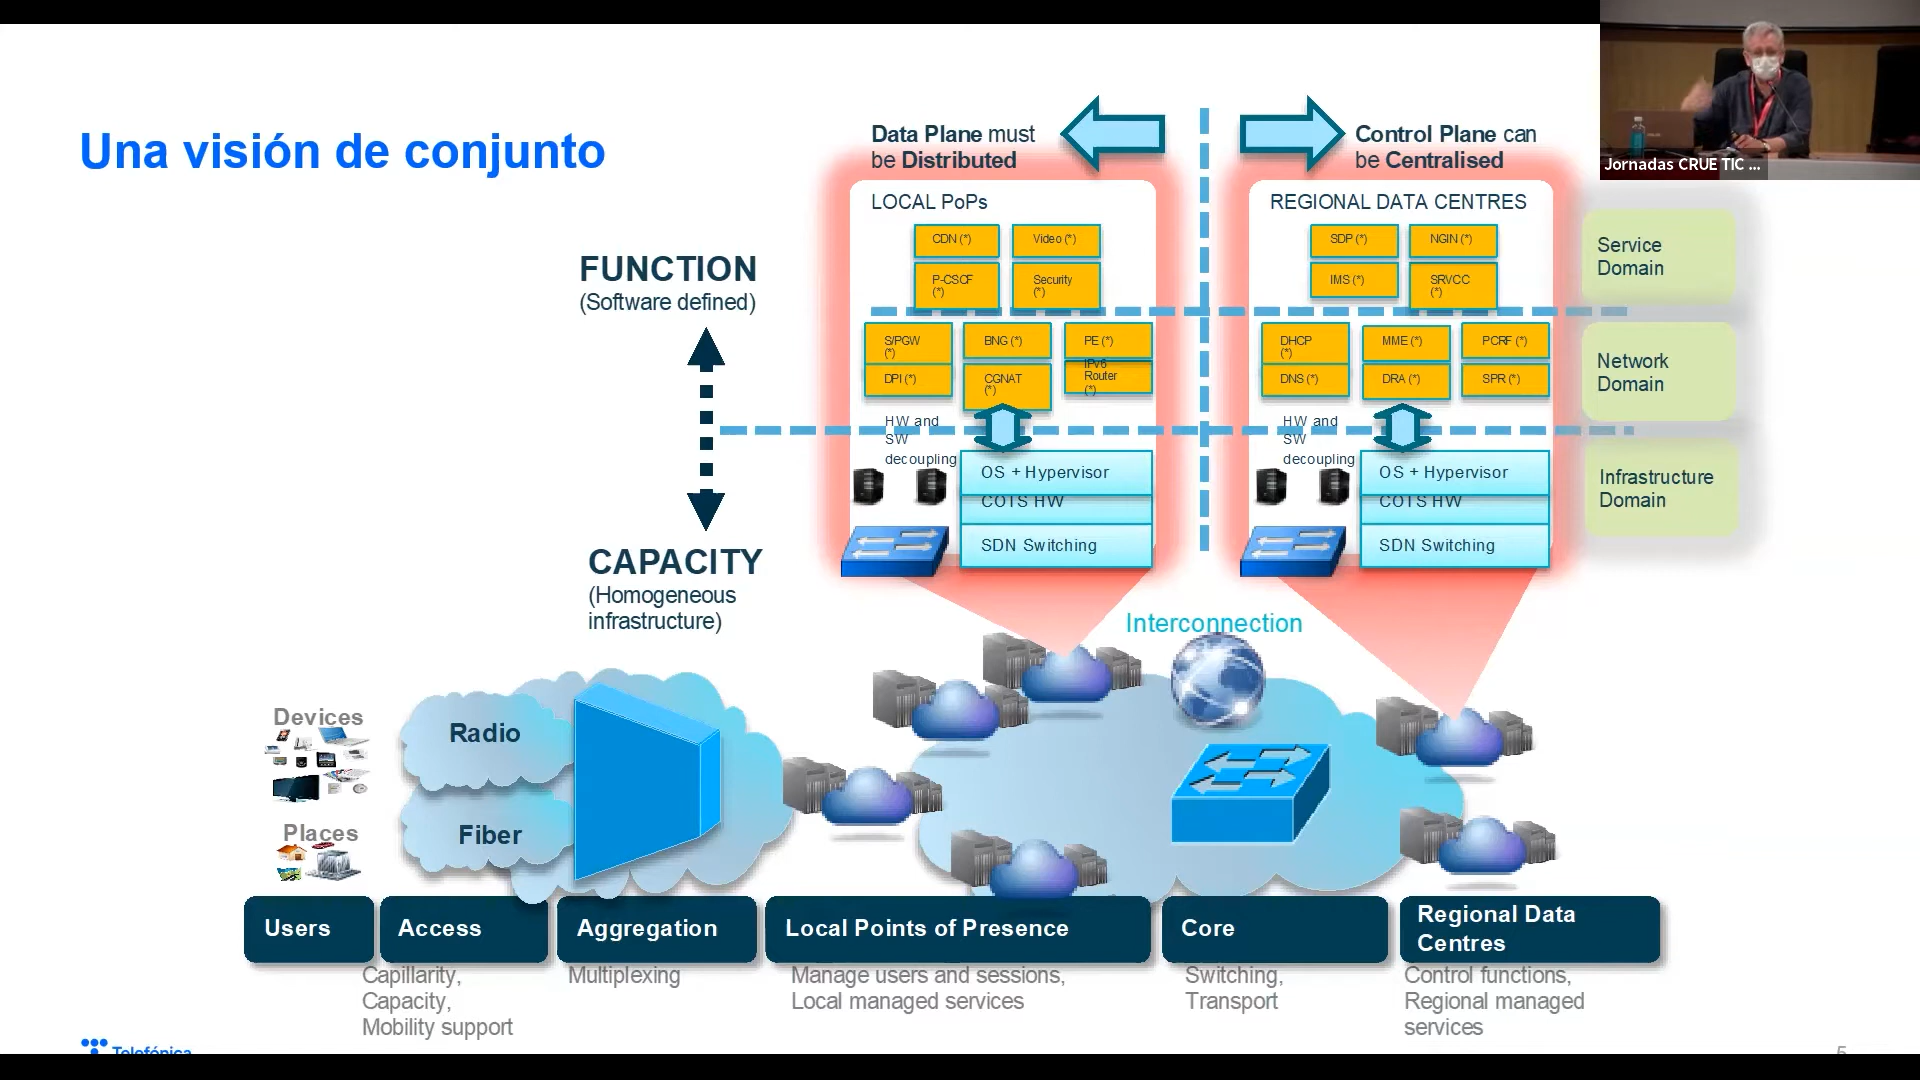 Una visión de conjunto
Data Plane must
be Distributed
Control Plane can
be Centralised
Jornadas CRUE TIC ...
LOCAL PoPs
CDN (*)
Video (*)
P-CSCF
(*)
Security
(*)
S/PGW
(*)
BNG (*)
PE (*)
DPI (*)
CGNAT
(*)
IPv6
Router
(*)
HW and
SW
decoupling
OS + Hypervisor
COTS HW
SDN Switching
REGIONAL DATA CENTRES
SDP (*)
NGIN (*)
IMS (*)
SRVCC
(*)
DHCP
(*)
MME (*)
PCRF (*)
DNS (*)
DRA (*)
SPR (*)
HW and
SW
decoupling
OS + Hypervisor
COTS HW
SDN Switching
Service
Domain
Network
Domain
Infrastructure
Domain
FUNCTION
(Software defined)
CAPACITY
(Homogeneous
infrastructure)
Interconnection
Devices
Radio
Places
Fiber
Users
Access
Aggregation
Local Points of Presence
Core
Regional Data
Centres
Capillarity,
Capacity,
Mobility support
Multiplexing
Manage users and sessions,
Local managed services
Switching,
Transport
Control functions,
Regional managed
services
Telefónica
5